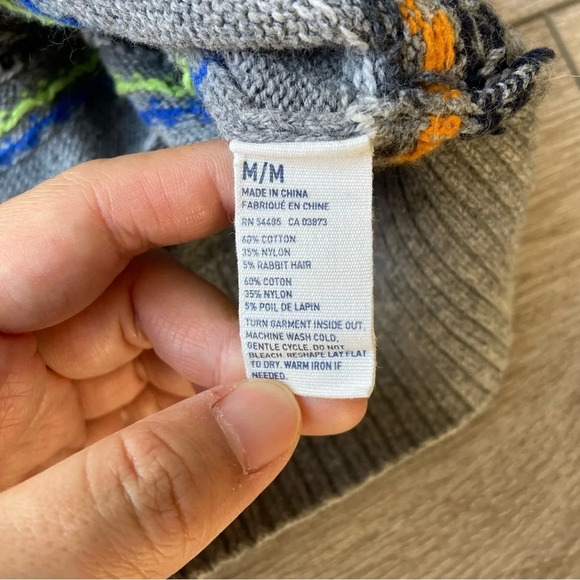 M/M
MADE IN CHINA
FABRIQUÉ EN CHINE
RN 54485 CA 03873
60% COTTON
35% NYLON
5% RABBIT HAIR
60% COTON
35% NYLON
5% POIL DE LAPIN
TURN GARMENT INSIDE OUT.
MACHINE WASH COLD,
GENTLE CYCLE. DO NOT
BLEACH. RESHAPE LAY FLAT
TO DRY. WARM IRON IF
NEEDED.